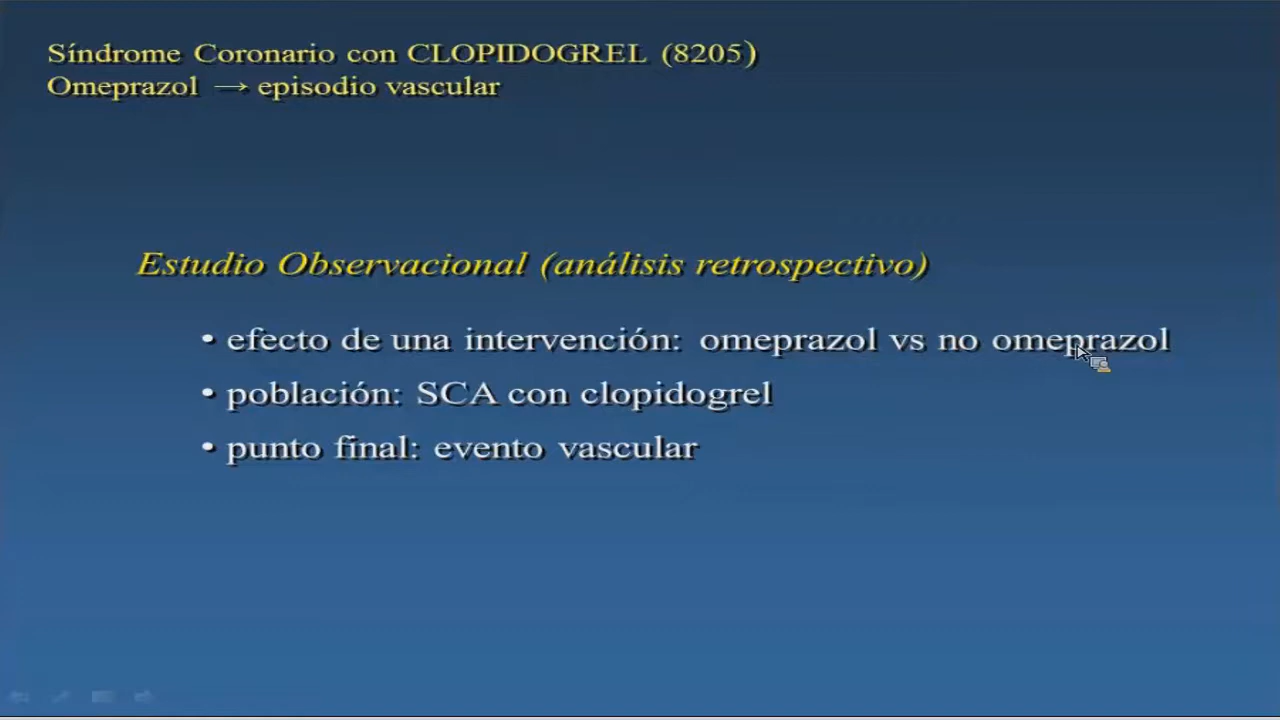 Síndrome Coronario con CLOPIDOGREL (8205)
Omeprazol → episodio vascular
Estudio Observacional (análisis retrospectivo)
• efecto de una intervención: omeprazol vs no omeprazol
• población: SCA con clopidogrel
• punto final: evento vascular